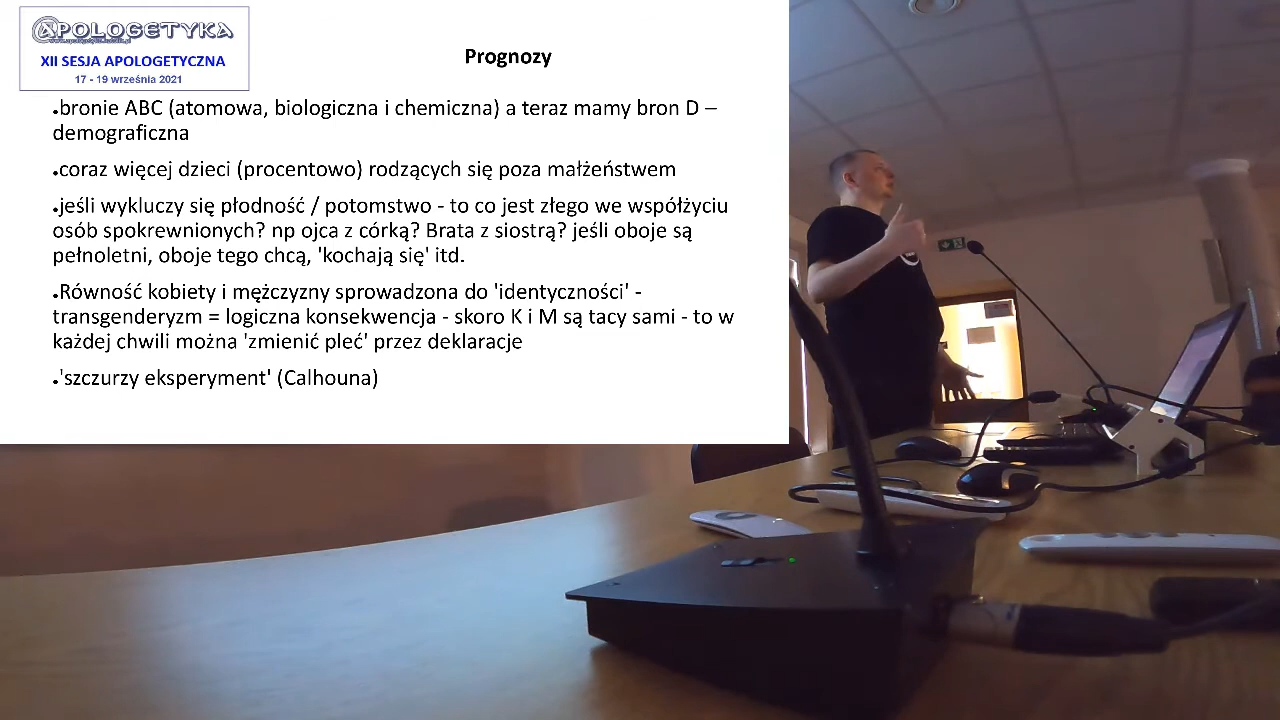 @POLOGETYKA
XII SESJA APOLOGETYCZNA
17 - 19 września 2021
Prognozy
•bronie ABC (atomowa, biologiczna i chemiczna) a teraz mamy bron D –
demograficzna
•coraz więcej dzieci (procentowo) rodzących się poza małżeństwem
•jeśli wykluczy się płodność / potomstwo - to co jest złego we współżyciu
osób spokrewnionych? np ojca z córką? Brata z siostrą? jeśli oboje są
pełnoletni, oboje tego chcą, 'kochają się' itd.
•Równość kobiety i mężczyzny sprowadzona do 'identyczności' -
transgenderyzm = logiczna konsekwencja - skoro K i M są tacy sami - to w
każdej chwili można 'zmienić pleć' przez deklaracje
•'szczurzy eksperyment' (Calhouna)